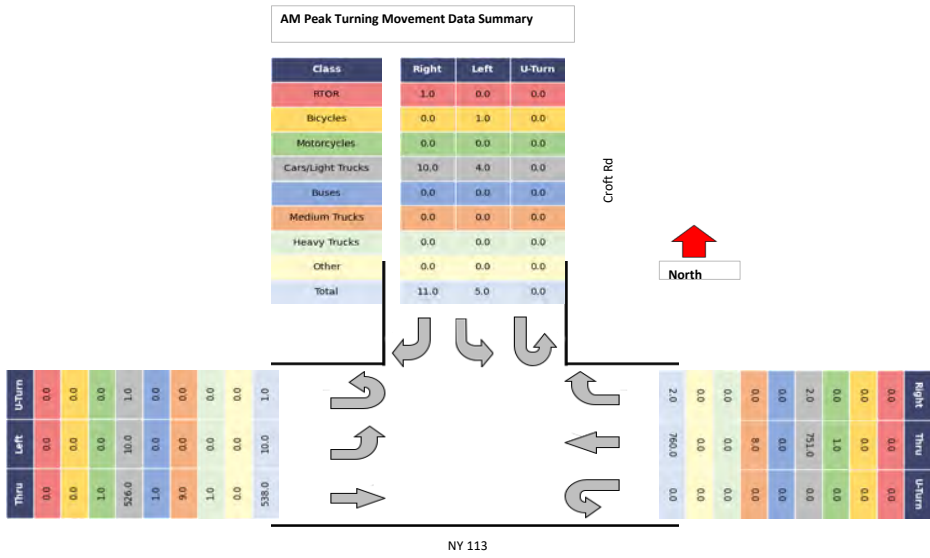 AM Peak Turning Movement Data Summary
Class Right Left U-Turn
RTOR 1.0 0.0 0.0
Bicycles 0.0 1.0 0.0
Motorcycles 0.0 0.0 0.0
Cars/Light Trucks 10.0 4.0 0.0
Buses 0.0 0.0 0.0
Medium Trucks 0.0 0.0 0.0
Heavy Trucks 0.0 0.0 0.0
Other 0.0 0.0 0.0
Total 11.0 5.0 0.0
Croft Rd
North
U-Turn 0.0 0.0 0.0 1.0 0.0 0.0 0.0 0.0 1.0
Left 0.0 0.0 0.0 10.0 0.0 0.0 0.0 0.0 10.0
Thru 0.0 0.0 1.0 526.0 1.0 9.0 1.0 0.0 538.0
Right 0.0 0.0 0.0 2.0 0.0 0.0 0.0 0.0 2.0
Thru 0.0 0.0 1.0 751.0 0.0 8.0 0.0 0.0 760.0
U-Turn 0.0 0.0 0.0 0.0 0.0 0.0 0.0 0.0 0.0
NY 113